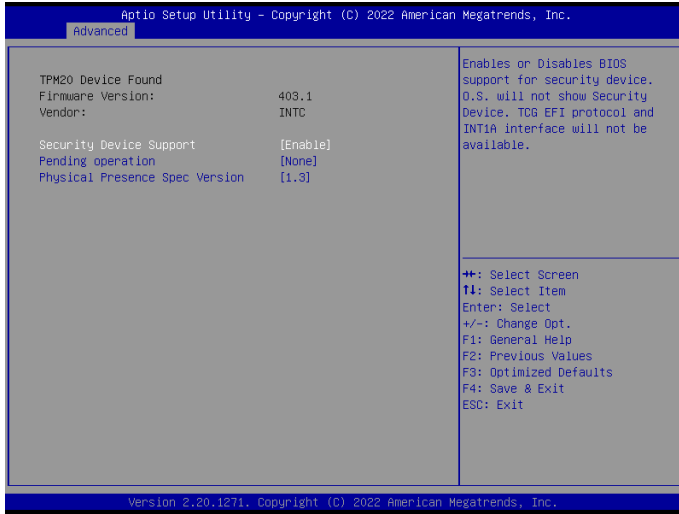 Aptio Setup Utility – Copyright (C) 2022 American Megatrends, Inc.
Advanced
TPM20 Device Found
Firmware Version: 403.1
Vendor: INTC
Security Device Support [Enable]
Pending operation [None]
Physical Presence Spec Version [1.3]
Enables or Disables BIOS
support for security device.
O.S. will not show Security
Device. TCG EFI protocol and
INT1A interface will not be
available.
→←: Select Screen
↑↓: Select Item
Enter: Select
+/-: Change Opt.
F1: General Help
F2: Previous Values
F3: Optimized Defaults
F4: Save & Exit
ESC: Exit
Version 2.20.1271. Copyright (C) 2022 American Megatrends, Inc.